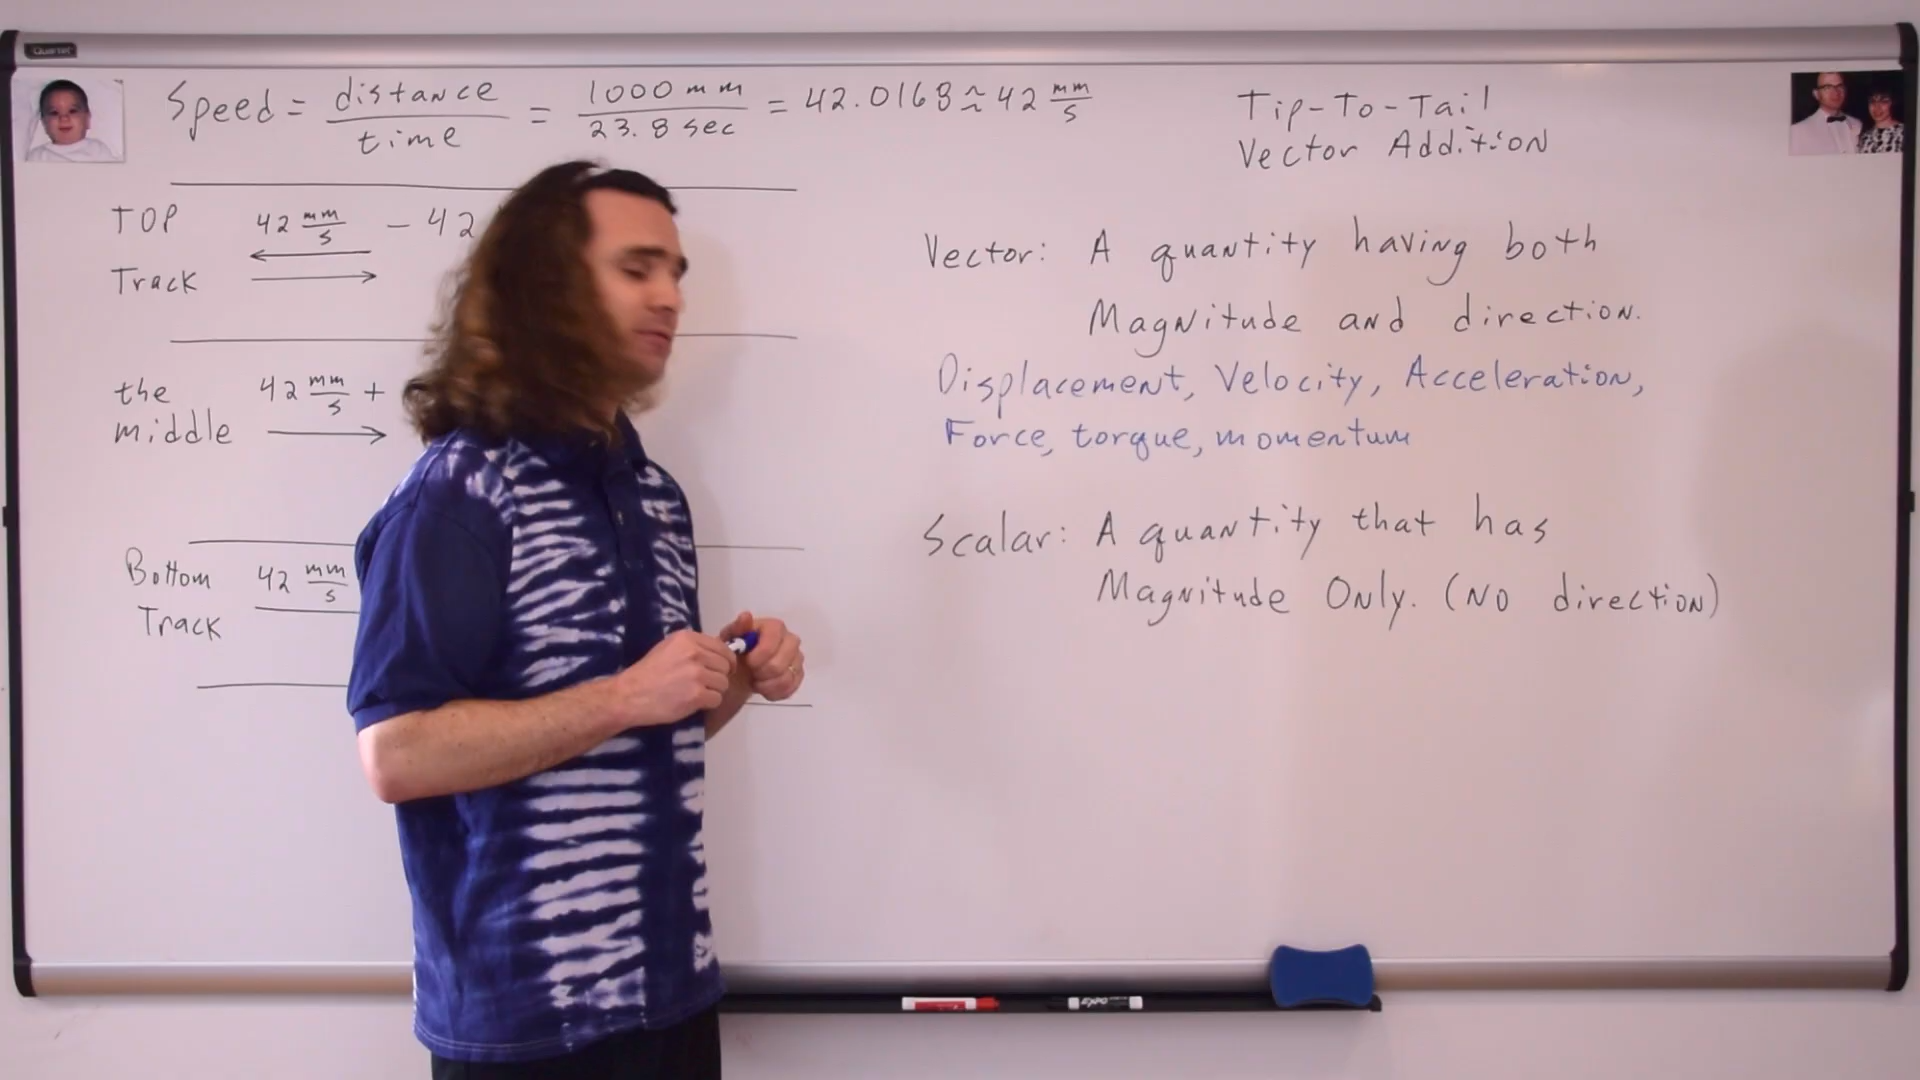 Quartet
Speed = distance / time = 1000 mm / 23.8 sec = 42.0168 ≈ 42 mm/s
Tip-To-Tail
Vector Addition
TOP 42 mm/s - 42
Track
the 42 mm/s +
middle
Bottom 42 mm/s
Track
Vector: A quantity having both
Magnitude and direction.
Displacement, Velocity, Acceleration,
Force, torque, momentum
Scalar: A quantity that has
Magnitude Only. (No direction)
EXPO